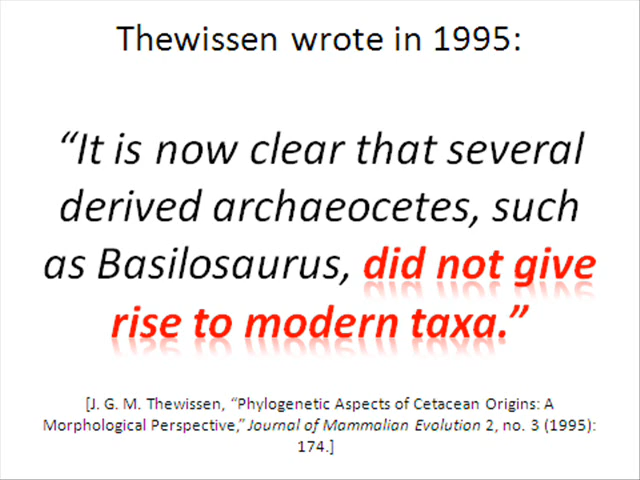 Thewissen wrote in 1995:
“It is now clear that several
derived archaeocetes, such
as Basilosaurus, did not give
rise to modern taxa.”
[J. G. M. Thewissen, “Phylogenetic Aspects of Cetacean Origins: A
Morphological Perspective,” Journal of Mammalian Evolution 2, no. 3 (1995):
174.]